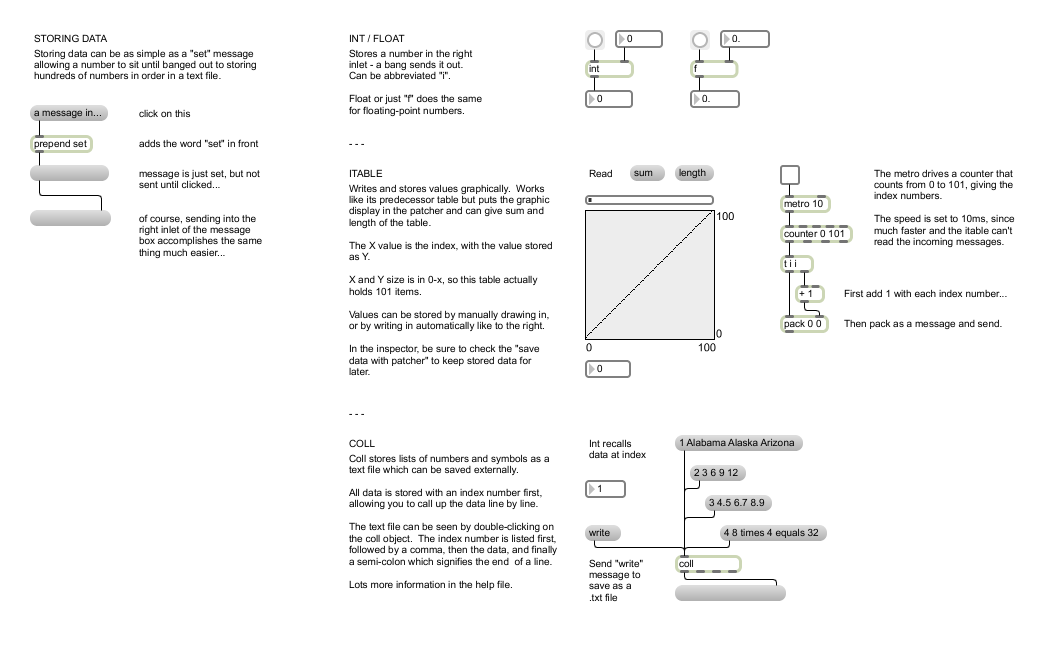 STORING DATA
Storing data can be as simple as a "set" message
allowing a number to sit until banged out to storing
hundreds of numbers in order in a text file.
a message in...
click on this
prepend set
adds the word "set" in front
message is just set, but not
sent until clicked...
of course, sending into the
right inlet of the message
box accomplishes the same
thing much easier...
INT / FLOAT
Stores a number in the right
inlet - a bang sends it out.
Can be abbreviated "i".
Float or just "f" does the same
for floating-point numbers.
0
int
0
0.
f
0.
- - -
ITABLE
Writes and stores values graphically.  Works
like its predecessor table but puts the graphic
display in the patcher and can give sum and
length of the table.
The X value is the index, with the value stored
as Y.
X and Y size is in 0-x, so this table actually
holds 101 items.
Values can be stored by manually drawing in,
or by writing in automatically like to the right.
In the inspector, be sure to check the "save
data with patcher" to keep stored data for
later.
Read
sum
length
100
0
0
100
0
metro 10
counter 0 101
t i i
+ 1
pack 0 0
The metro drives a counter that
counts from 0 to 101, giving the
index numbers.
The speed is set to 10ms, since
much faster and the itable can't
read the incoming messages.
First add 1 with each index number...
Then pack as a message and send.
- - -
COLL
Coll stores lists of numbers and symbols as a
text file which can be saved externally.
All data is stored with an index number first,
allowing you to call up the data line by line.
The text file can be seen by double-clicking on
the coll object.  The index number is listed first,
followed by a comma, then the data, and finally
a semi-colon which signifies the end  of a line.
Lots more information in the help file.
Int recalls
data at index
1
write
Send "write"
message to
save as a
.txt file
1 Alabama Alaska Arizona
2 3 6 9 12
3 4.5 6.7 8.9
4 8 times 4 equals 32
coll